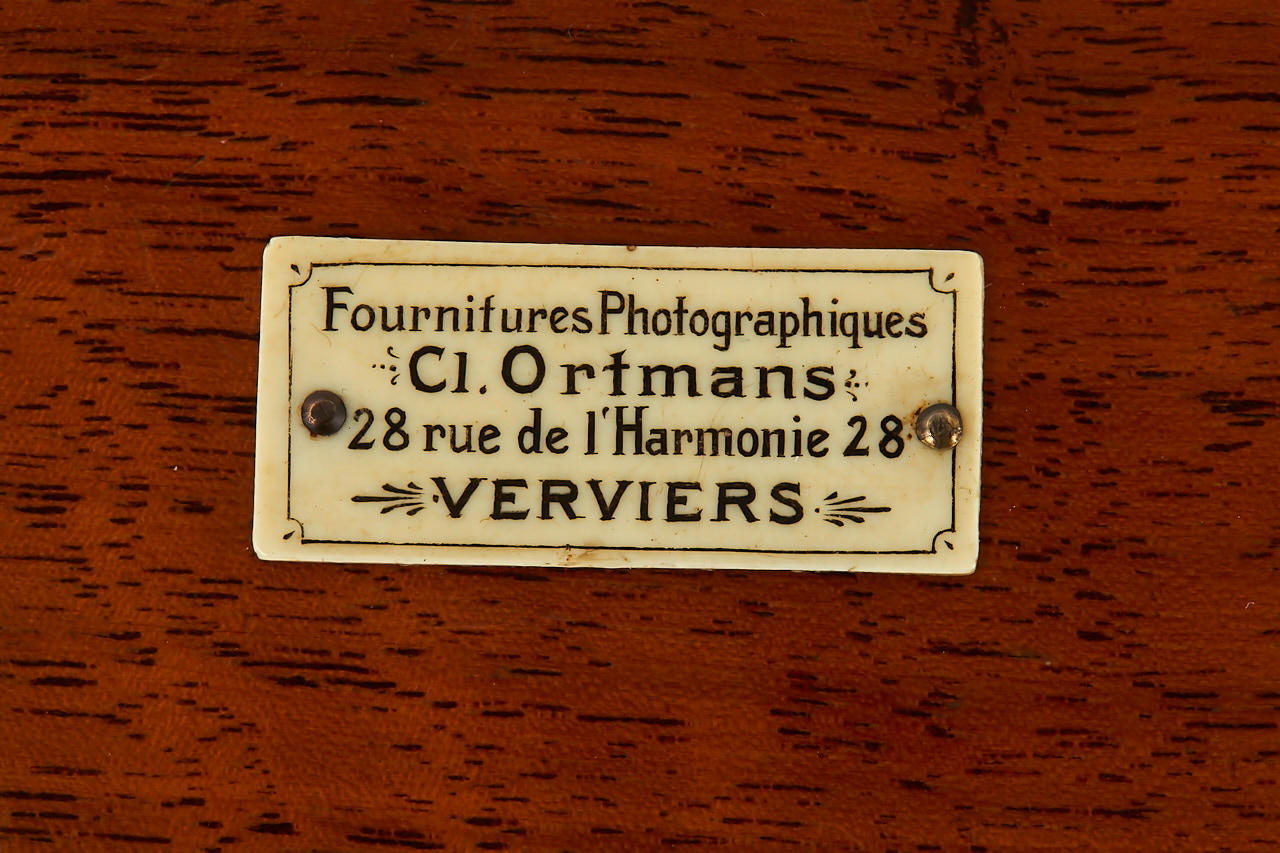 Fournitures Photographiques
Cl. Ortmans
28 rue de l'Harmonie 28
VERVIERS